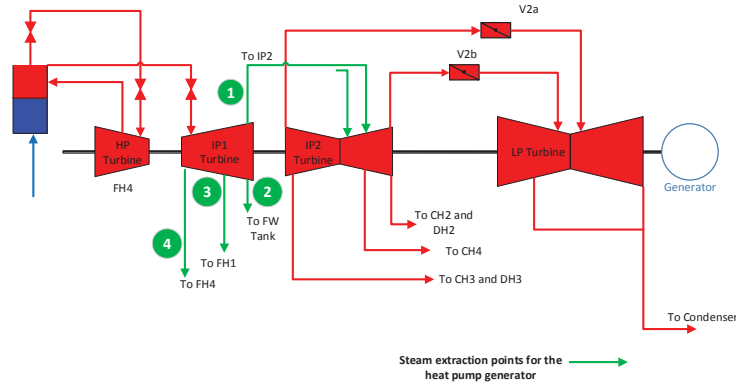 V2a
To IP2
V2b
1
HP
Turbine
IP1
Turbine
IP2
Turbine
LP Turbine
FH4
Generator
3
2
4
To FW
Tank
To CH2 and
DH2
To FH1
To CH4
To FH4
To CH3 and DH3
To Condenser
Steam extraction points for the
heat pump generator